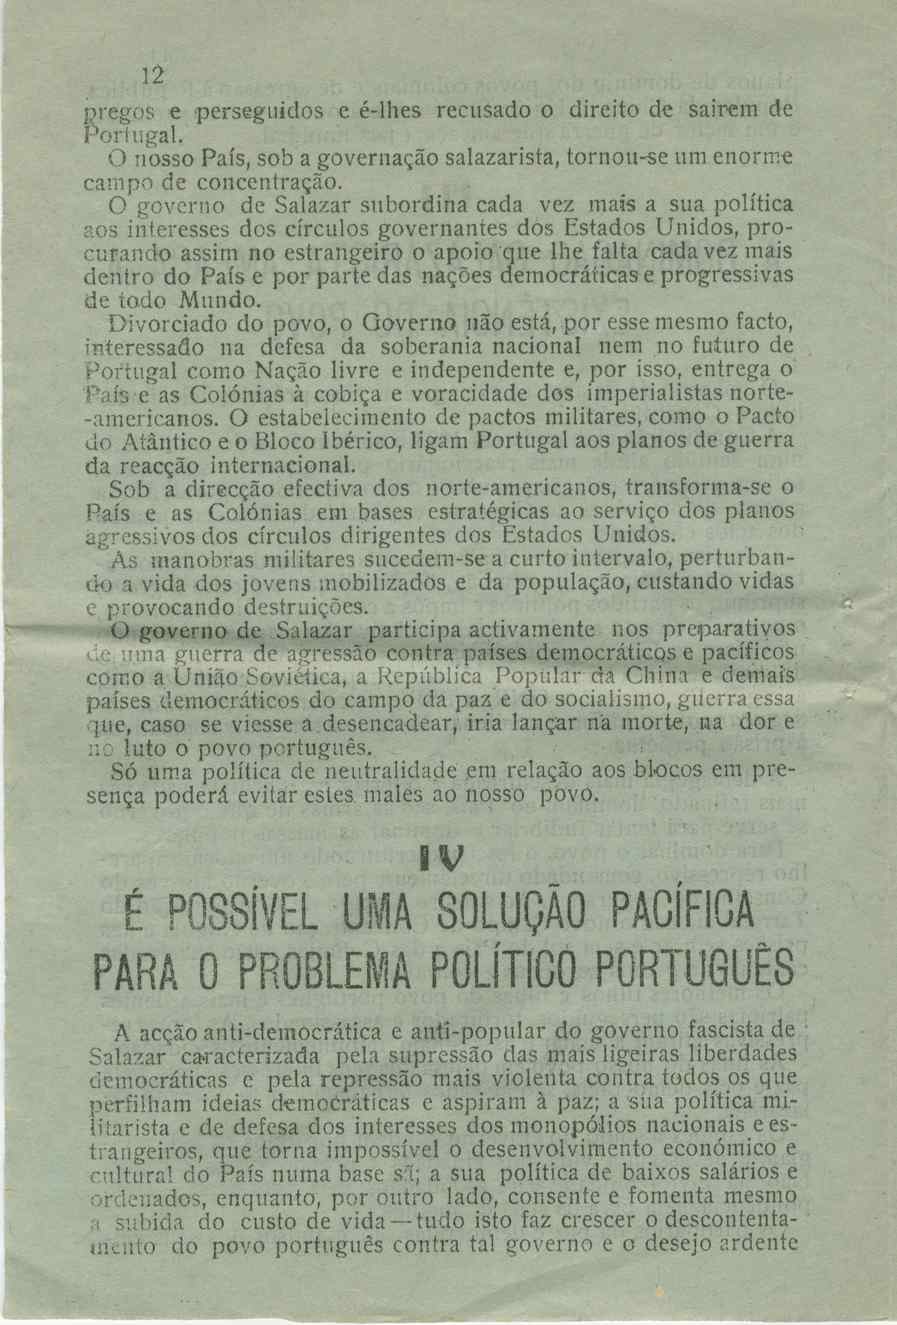 12
pregos e perseguidos e é-lhes recusado o direito de sairem de
Portugal.
O nosso País, sob a governação salazarista, tornou-se um enorme
campo de concentração.
O governo de Salazar subordina cada vez mais a sua política
aos interesses dos círculos governantes dos Estados Unidos, pro-
curando assim no estrangeiro o apoio que lhe falta cada vez mais
dentro do País e por parte das nações democráticas e progressivas
de todo Mundo.
Divorciado do povo, o Governo não está, por esse mesmo facto,
interessado na defesa da soberania nacional nem no futuro de
Portugal como Nação livre e independente e, por isso, entrega o
País e as Colónias à cobiça e voracidade dos imperialistas norte-
-americanos. O estabelecimento de pactos militares, como o Pacto
do Atlântico e o Bloco Ibérico, ligam Portugal aos planos de guerra
da reacção internacional.
Sob a direcção efectiva dos norte-americanos, transforma-se o
País e as Colónias em bases estratégicas ao serviço dos planos
agressivos dos círculos dirigentes dos Estados Unidos.
As manobras militares sucedem-se a curto intervalo, perturban-
do a vida dos jovens mobilizados e da população, custando vidas
e provocando destruições.
O governo de Salazar participa activamente nos preparativos
de uma guerra de agressão contra países democráticos e pacíficos
como a União Soviética, a República Popular da China e demais
países democráticos do campo da paz e do socialismo, guerra essa
que, caso se viesse a desencadear, iria lançar na morte, na dor e
no luto o povo português.
Só uma política de neutralidade em relação aos blocos em pre-
sença poderá evitar estes males ao nosso povo.
IV
É POSSÍVEL UMA SOLUÇÃO PACÍFICA
PARA O PROBLEMA POLÍTICO PORTUGUÊS
A acção anti-democrática e anti-popular do governo fascista de
Salazar caracterizada pela supressão das mais ligeiras liberdades
democráticas e pela repressão mais violenta contra todos os que
perfilham ideias democráticas e aspiram à paz; a sua política mi-
litarista e de defesa dos interesses dos monopólios nacionais e es-
trangeiros, que torna impossível o desenvolvimento económico e
cultural do País numa base sã; a sua política de baixos salários e
ordenados, enquanto, por outro lado, consente e fomenta mesmo
a subida do custo de vida — tudo isto faz crescer o descontenta-
mento do povo português contra tal governo e o desejo ardente